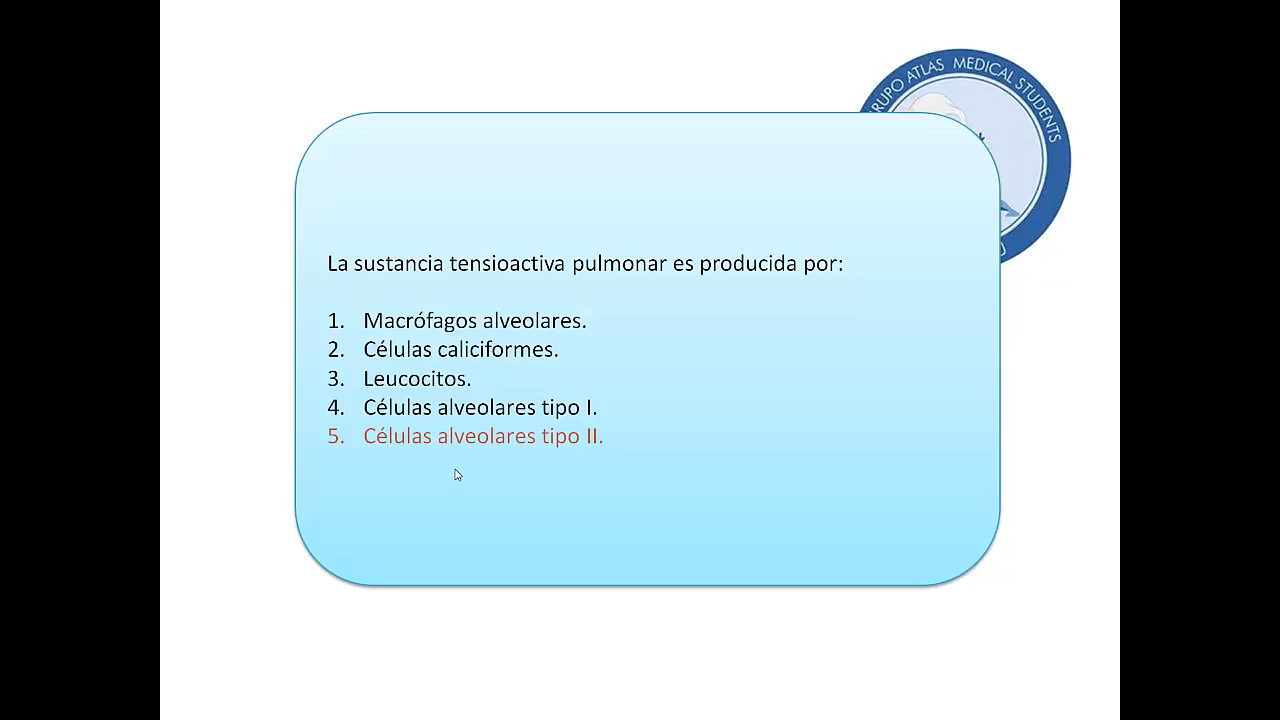 RUPO ATLAS MEDICAL STUDENTS
La sustancia tensioactiva pulmonar es producida por:
1. Macrófagos alveolares.
2. Células caliciformes.
3. Leucocitos.
4. Células alveolares tipo I.
5. Células alveolares tipo II.